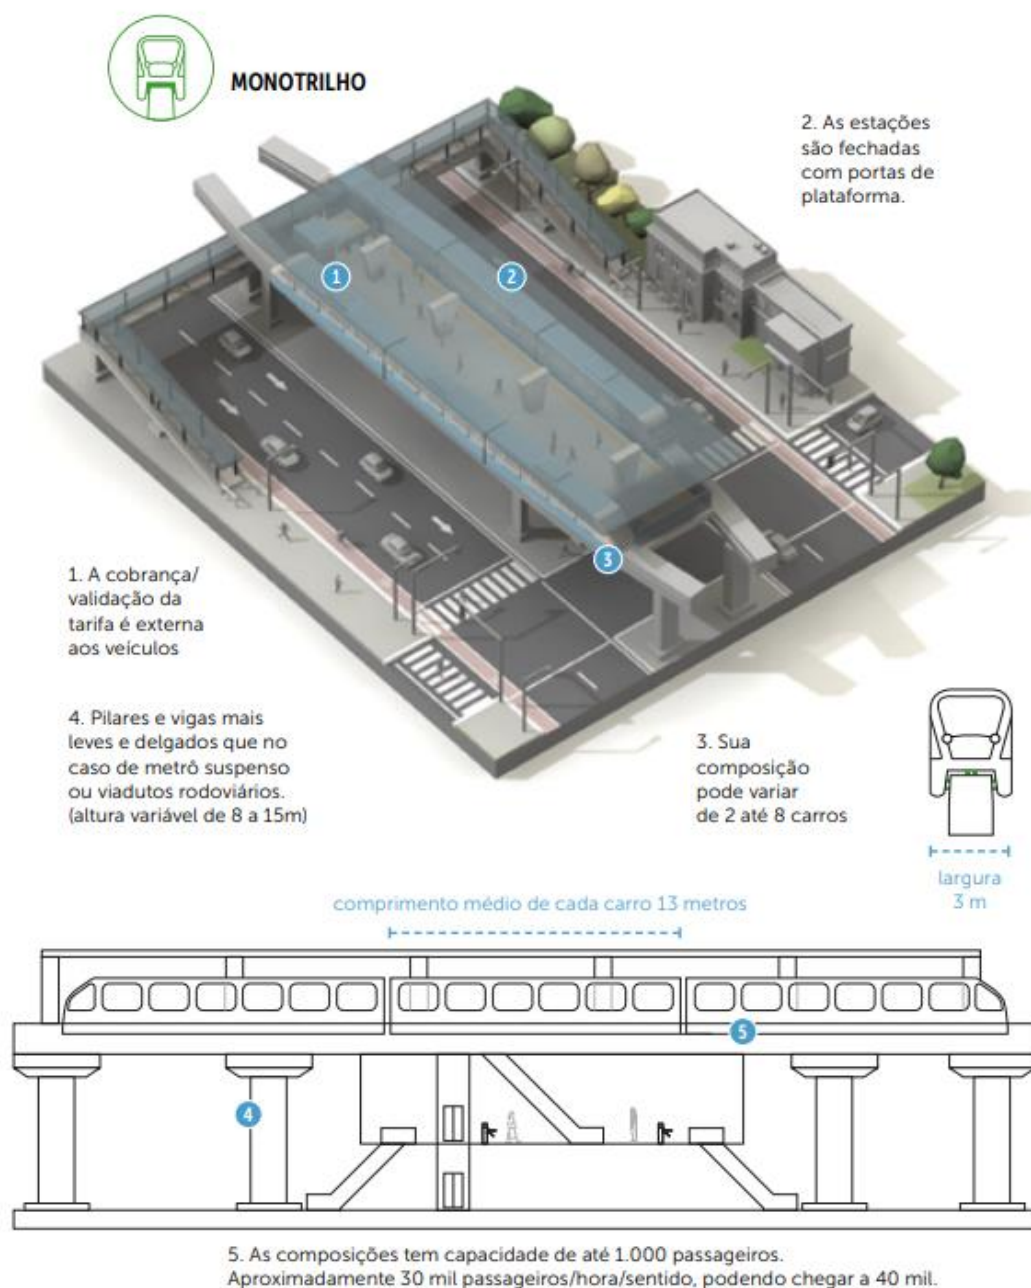 MONOTRILHO
2. As estações
são fechadas
com portas de
plataforma.
1
2
3
1. A cobrança/
validação da
tarifa é externa
aos veículos
4. Pilares e vigas mais
leves e delgados que no
caso de metrô suspenso
ou viadutos rodoviários.
(altura variável de 8 a 15m)
3. Sua
composição
pode variar
de 2 até 8 carros
largura
3 m
comprimento médio de cada carro 13 metros
5
4
5. As composições tem capacidade de até 1.000 passageiros.
Aproximadamente 30 mil passageiros/hora/sentido, podendo chegar a 40 mil.